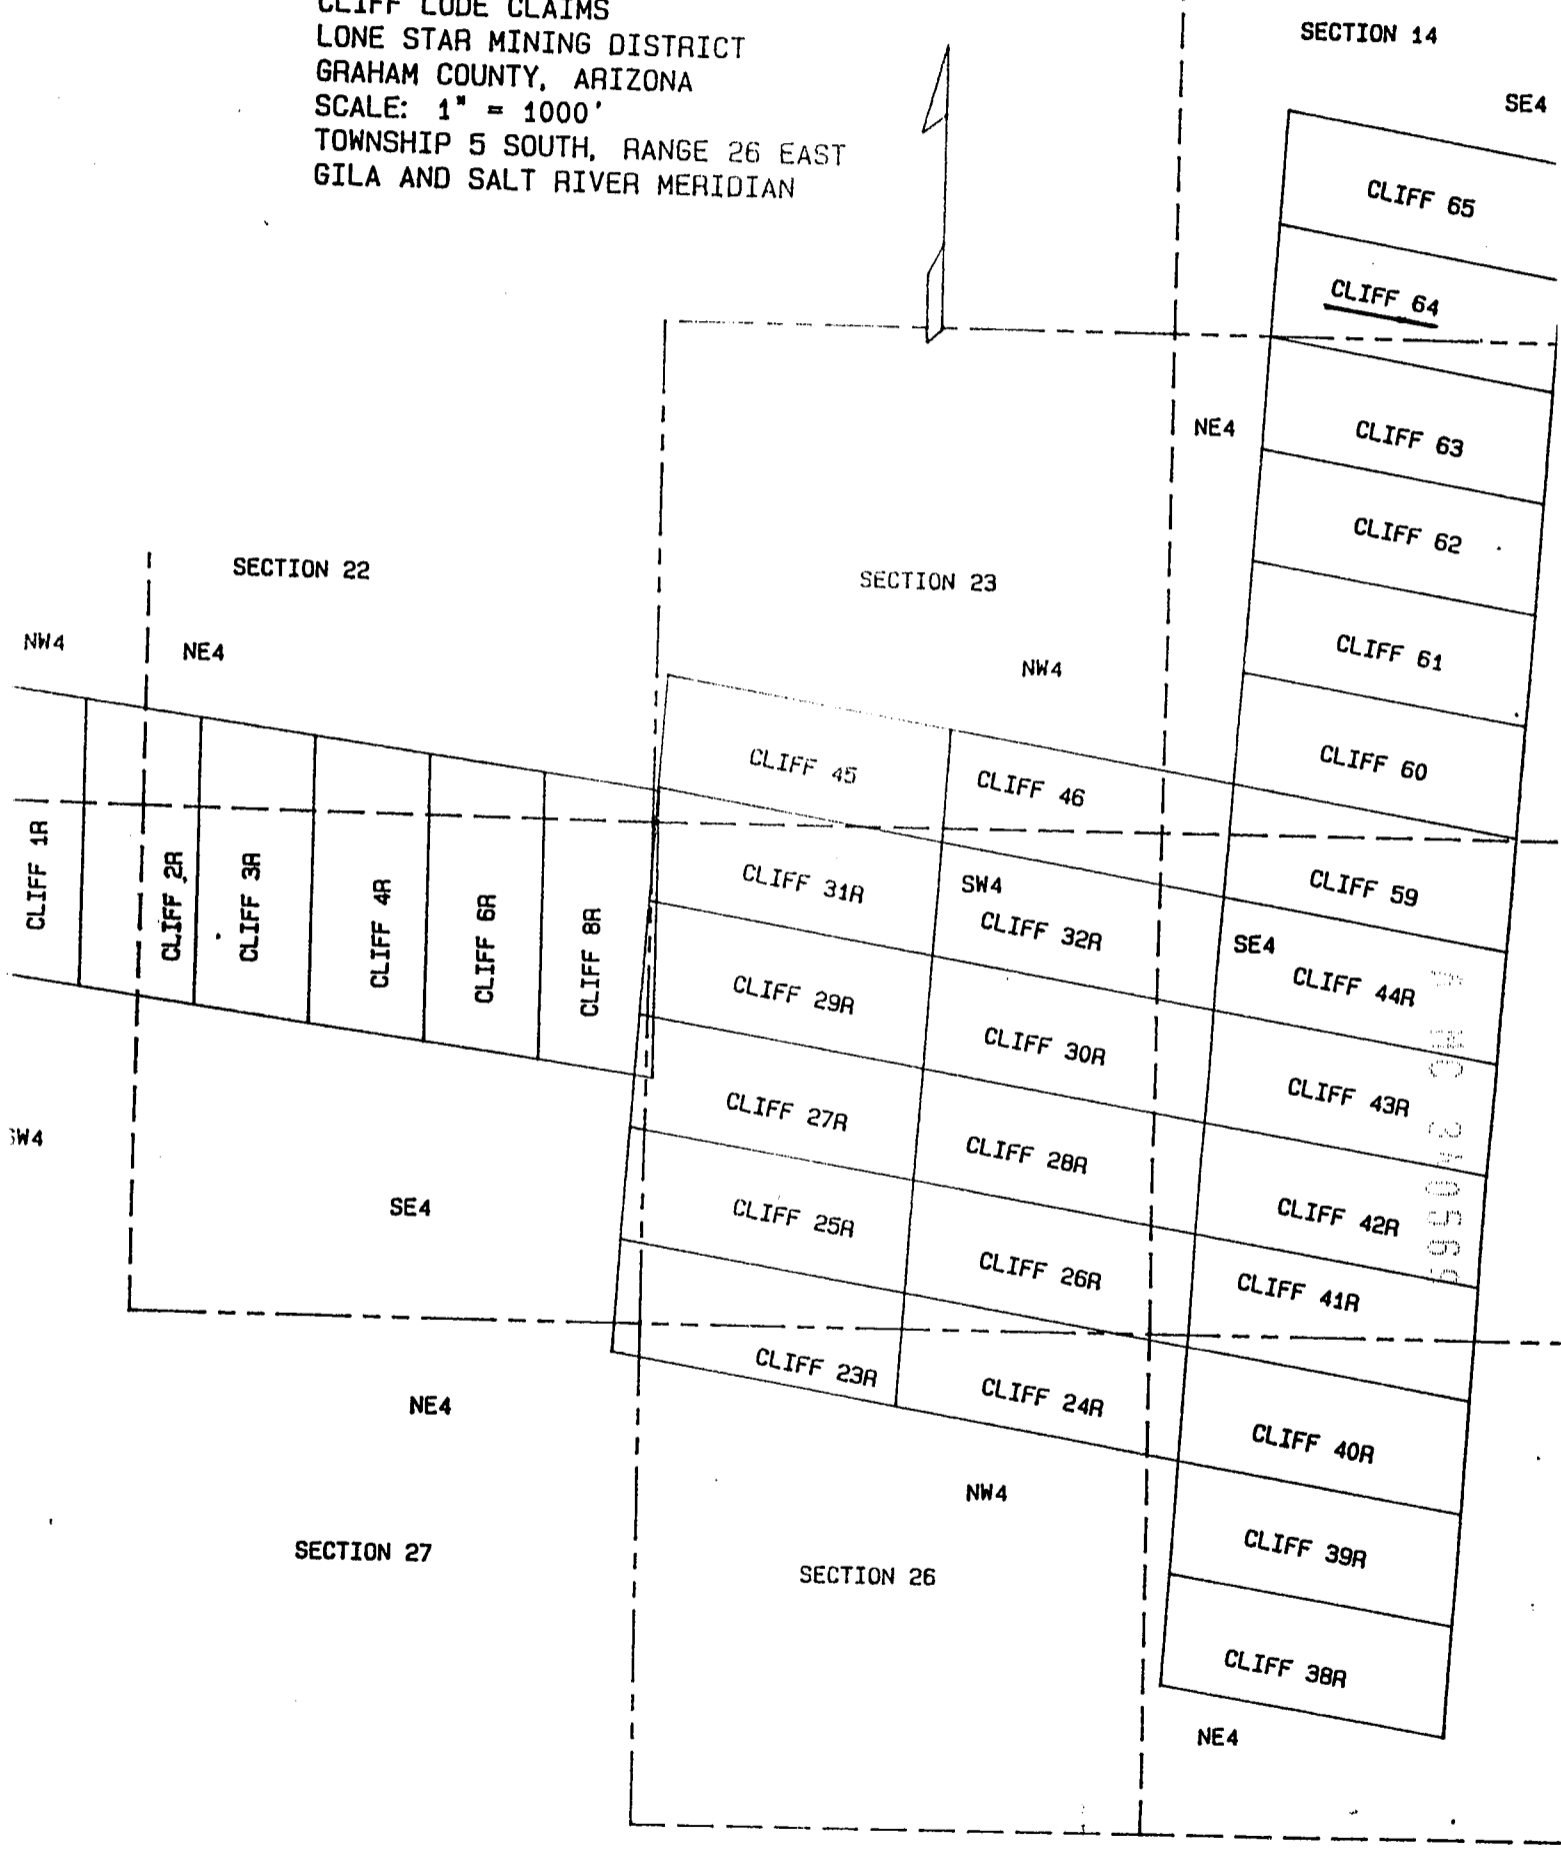 CLIFF LODE CLAIMS
LONE STAR MINING DISTRICT
GRAHAM COUNTY, ARIZONA
SCALE: 1" = 1000'
TOWNSHIP 5 SOUTH, RANGE 26 EAST
GILA AND SALT RIVER MERIDIAN
SECTION 14
SE4
CLIFF 65
CLIFF 64
NE4
CLIFF 63
CLIFF 62
SECTION 22
SECTION 23
NW4
NE4
NW4
CLIFF 61
CLIFF 45
CLIFF 46
CLIFF 60
CLIFF 1R
CLIFF 2R
CLIFF 3R
CLIFF 4R
CLIFF 6R
CLIFF 8R
CLIFF 31R
SW4
CLIFF 32R
CLIFF 59
SE4
CLIFF 44R
CLIFF 29R
CLIFF 30R
CLIFF 43R
CLIFF 27R
CLIFF 28R
SW4
SE4
CLIFF 25R
CLIFF 26R
CLIFF 42R
CLIFF 41R
CLIFF 23R
CLIFF 24R
NE4
CLIFF 40R
NW4
SECTION 27
SECTION 26
CLIFF 39R
CLIFF 38R
NE4